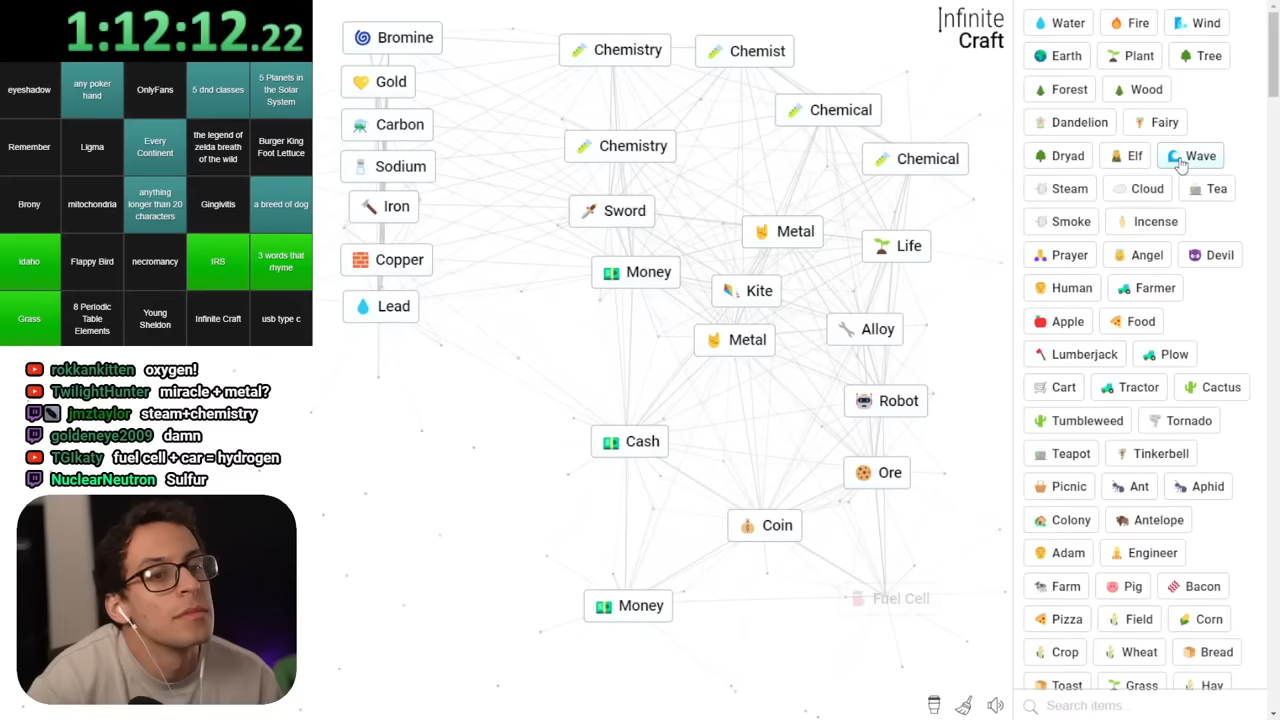 1:12:12.22
eyeshadow
any poker
hand
OnlyFans
5 dnd classes
5 Planets in
the Solar
System
Remember
Ligma
Every
Continent
the legend of
zelda breath of
the wild
Burger King
Foot Lettuce
Brony
mitochondria
anything
longer than 20
characters
Gingivitis
a breed of dog
Idaho
Flappy Bird
necromancy
IRS
3 words that
rhyme
Grass
8 Periodic
Table
Elements
Young
Sheldon
Infinite Craft
usb type c
rokkankitten oxygen!
TwilightHunter miracle + metal?
jmztaylor steam+chemistry
goldeneye2009 damn
TGIkaty fuel cell + car = hydrogen
NuclearNeutron Sulfur
Bromine
Gold
Carbon
Sodium
Iron
Copper
Lead
Chemistry
Chemist
Chemical
Chemistry
Chemical
Sword
Metal
Life
Money
Kite
Alloy
Metal
Robot
Cash
Ore
Coin
Fuel Cell
Money
Infinite
Craft
Water Fire Wind
Earth Plant Tree
Forest Wood
Dandelion Fairy
Dryad Elf Wave
Steam Cloud Tea
Smoke Incense
Prayer Angel Devil
Human Farmer
Apple Food
Lumberjack Plow
Cart Tractor Cactus
Tumbleweed Tornado
Teapot Tinkerbell
Picnic Ant Aphid
Colony Antelope
Adam Engineer
Farm Pig Bacon
Pizza Field Corn
Crop Wheat Bread
Toast Grass Hay
Search items...